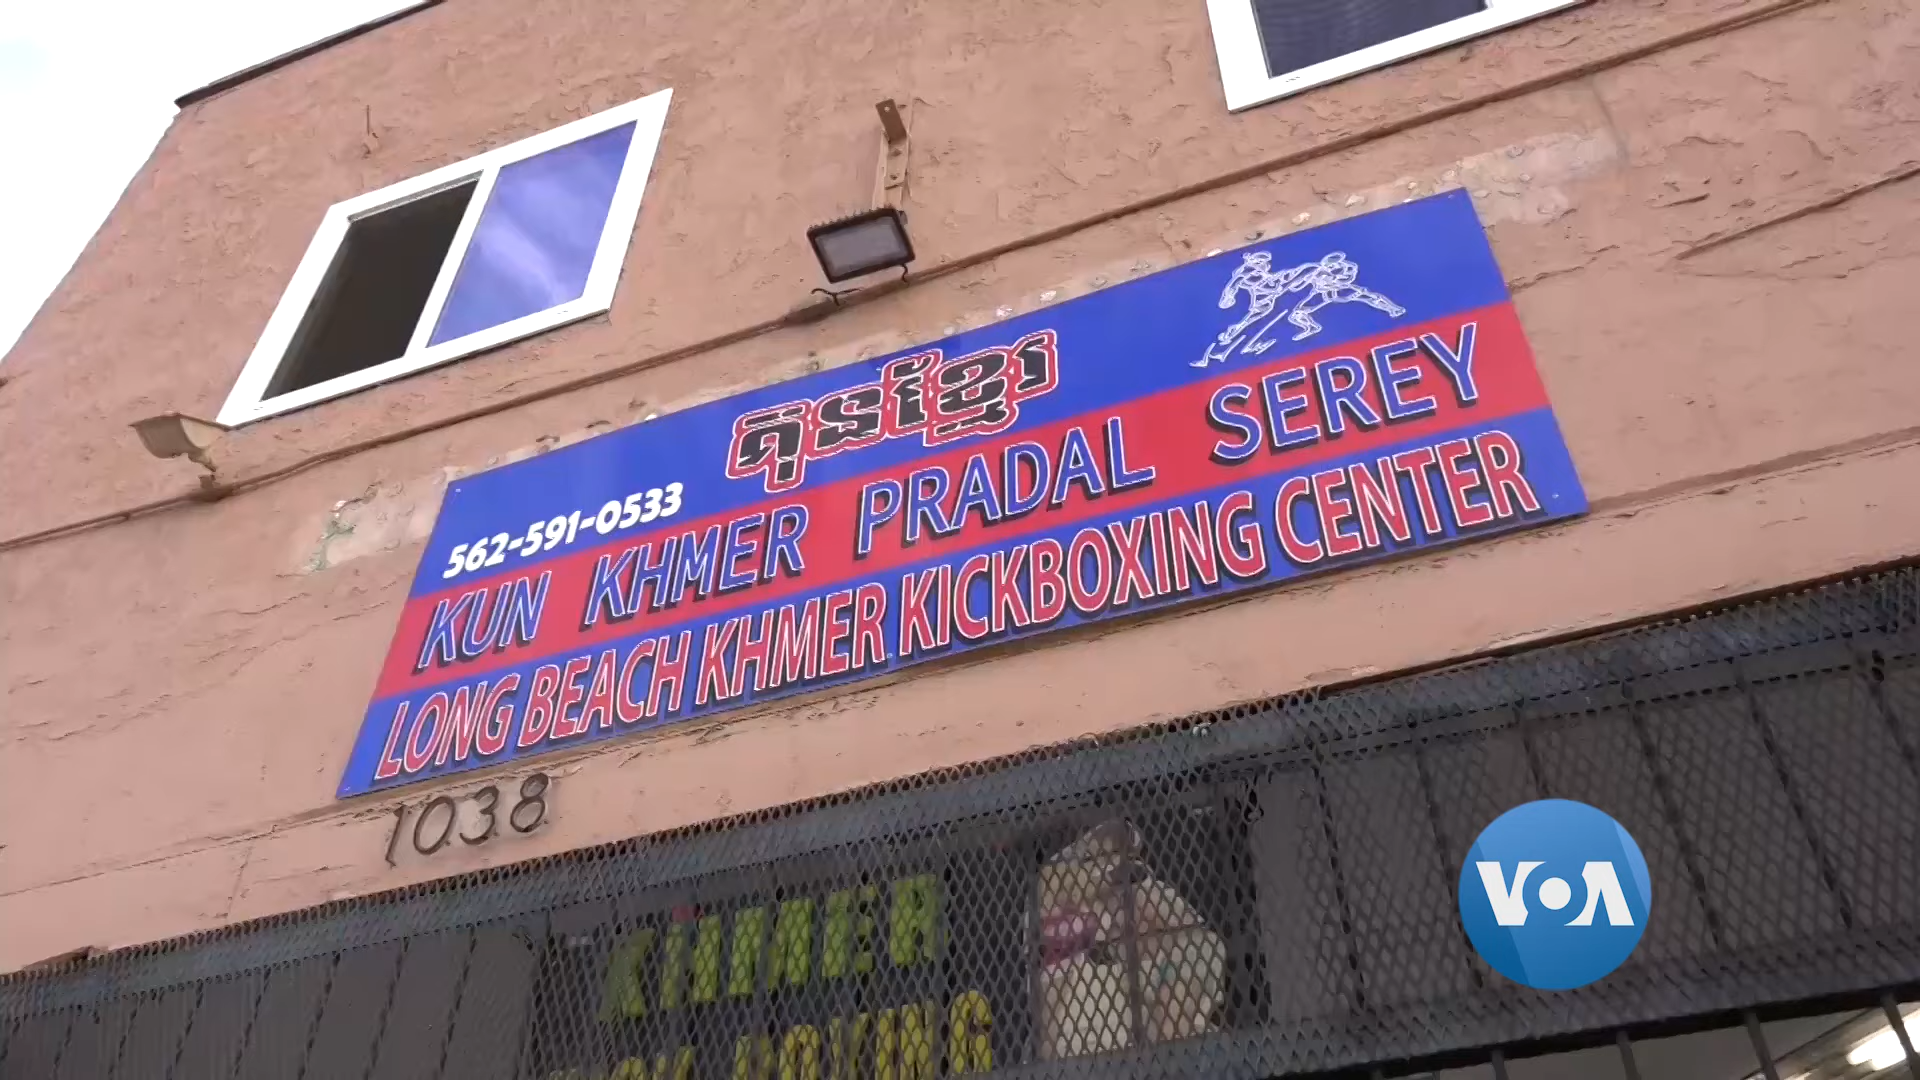 គុនខ្មែរ
562-591-0533
KUN KHMER PRADAL SEREY
LONG BEACH KHMER KICKBOXING CENTER
1038
KHMER
VOA